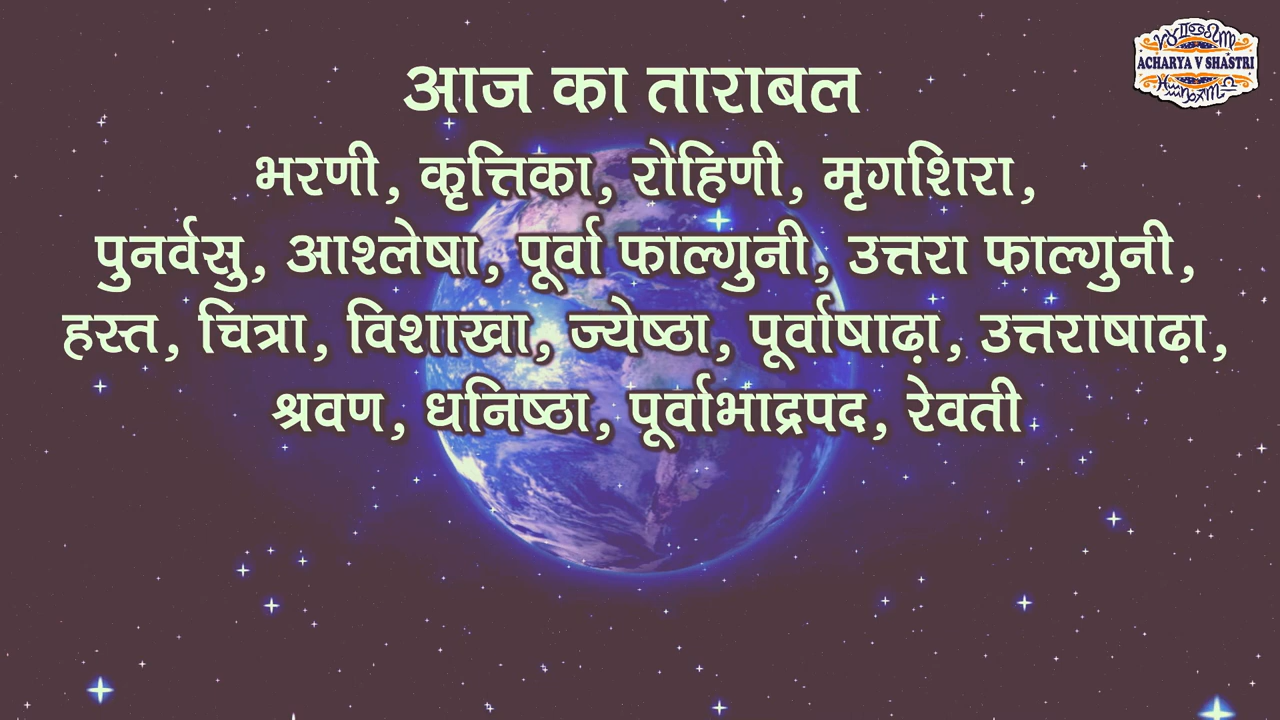 ACHARYA V SHASTRI
आज का ताराबल
भरणी, कृत्तिका, रोहिणी, मृगशिरा,
पुनर्वसु, आश्लेषा, पूर्वा फाल्गुनी, उत्तरा फाल्गुनी,
हस्त, चित्रा, विशाखा, ज्येष्ठा, पूर्वाषाढ़ा, उत्तराषाढ़ा,
श्रवण, धनिष्ठा, पूर्वाभाद्रपद, रेवती